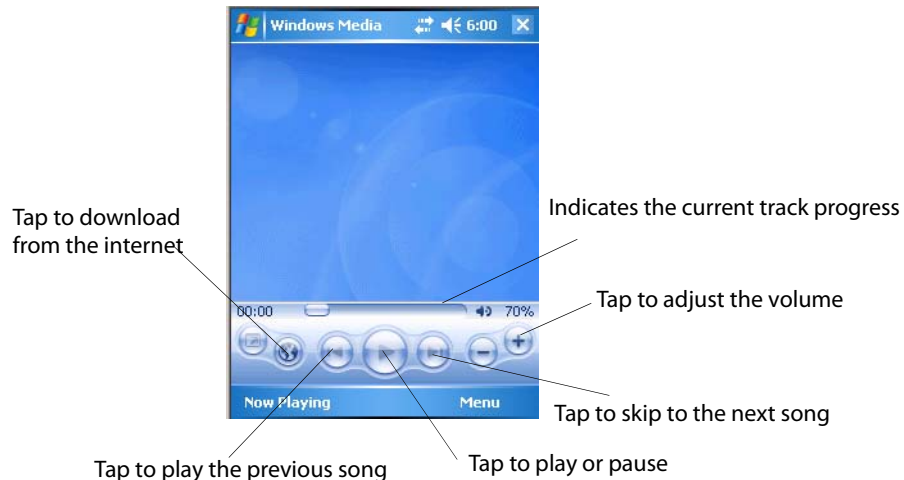 Windows Media 6:00
Tap to download
from the internet
Indicates the current track progress
00:00 70%
Tap to adjust the volume
Now Playing Menu
Tap to skip to the next song
Tap to play the previous song
Tap to play or pause